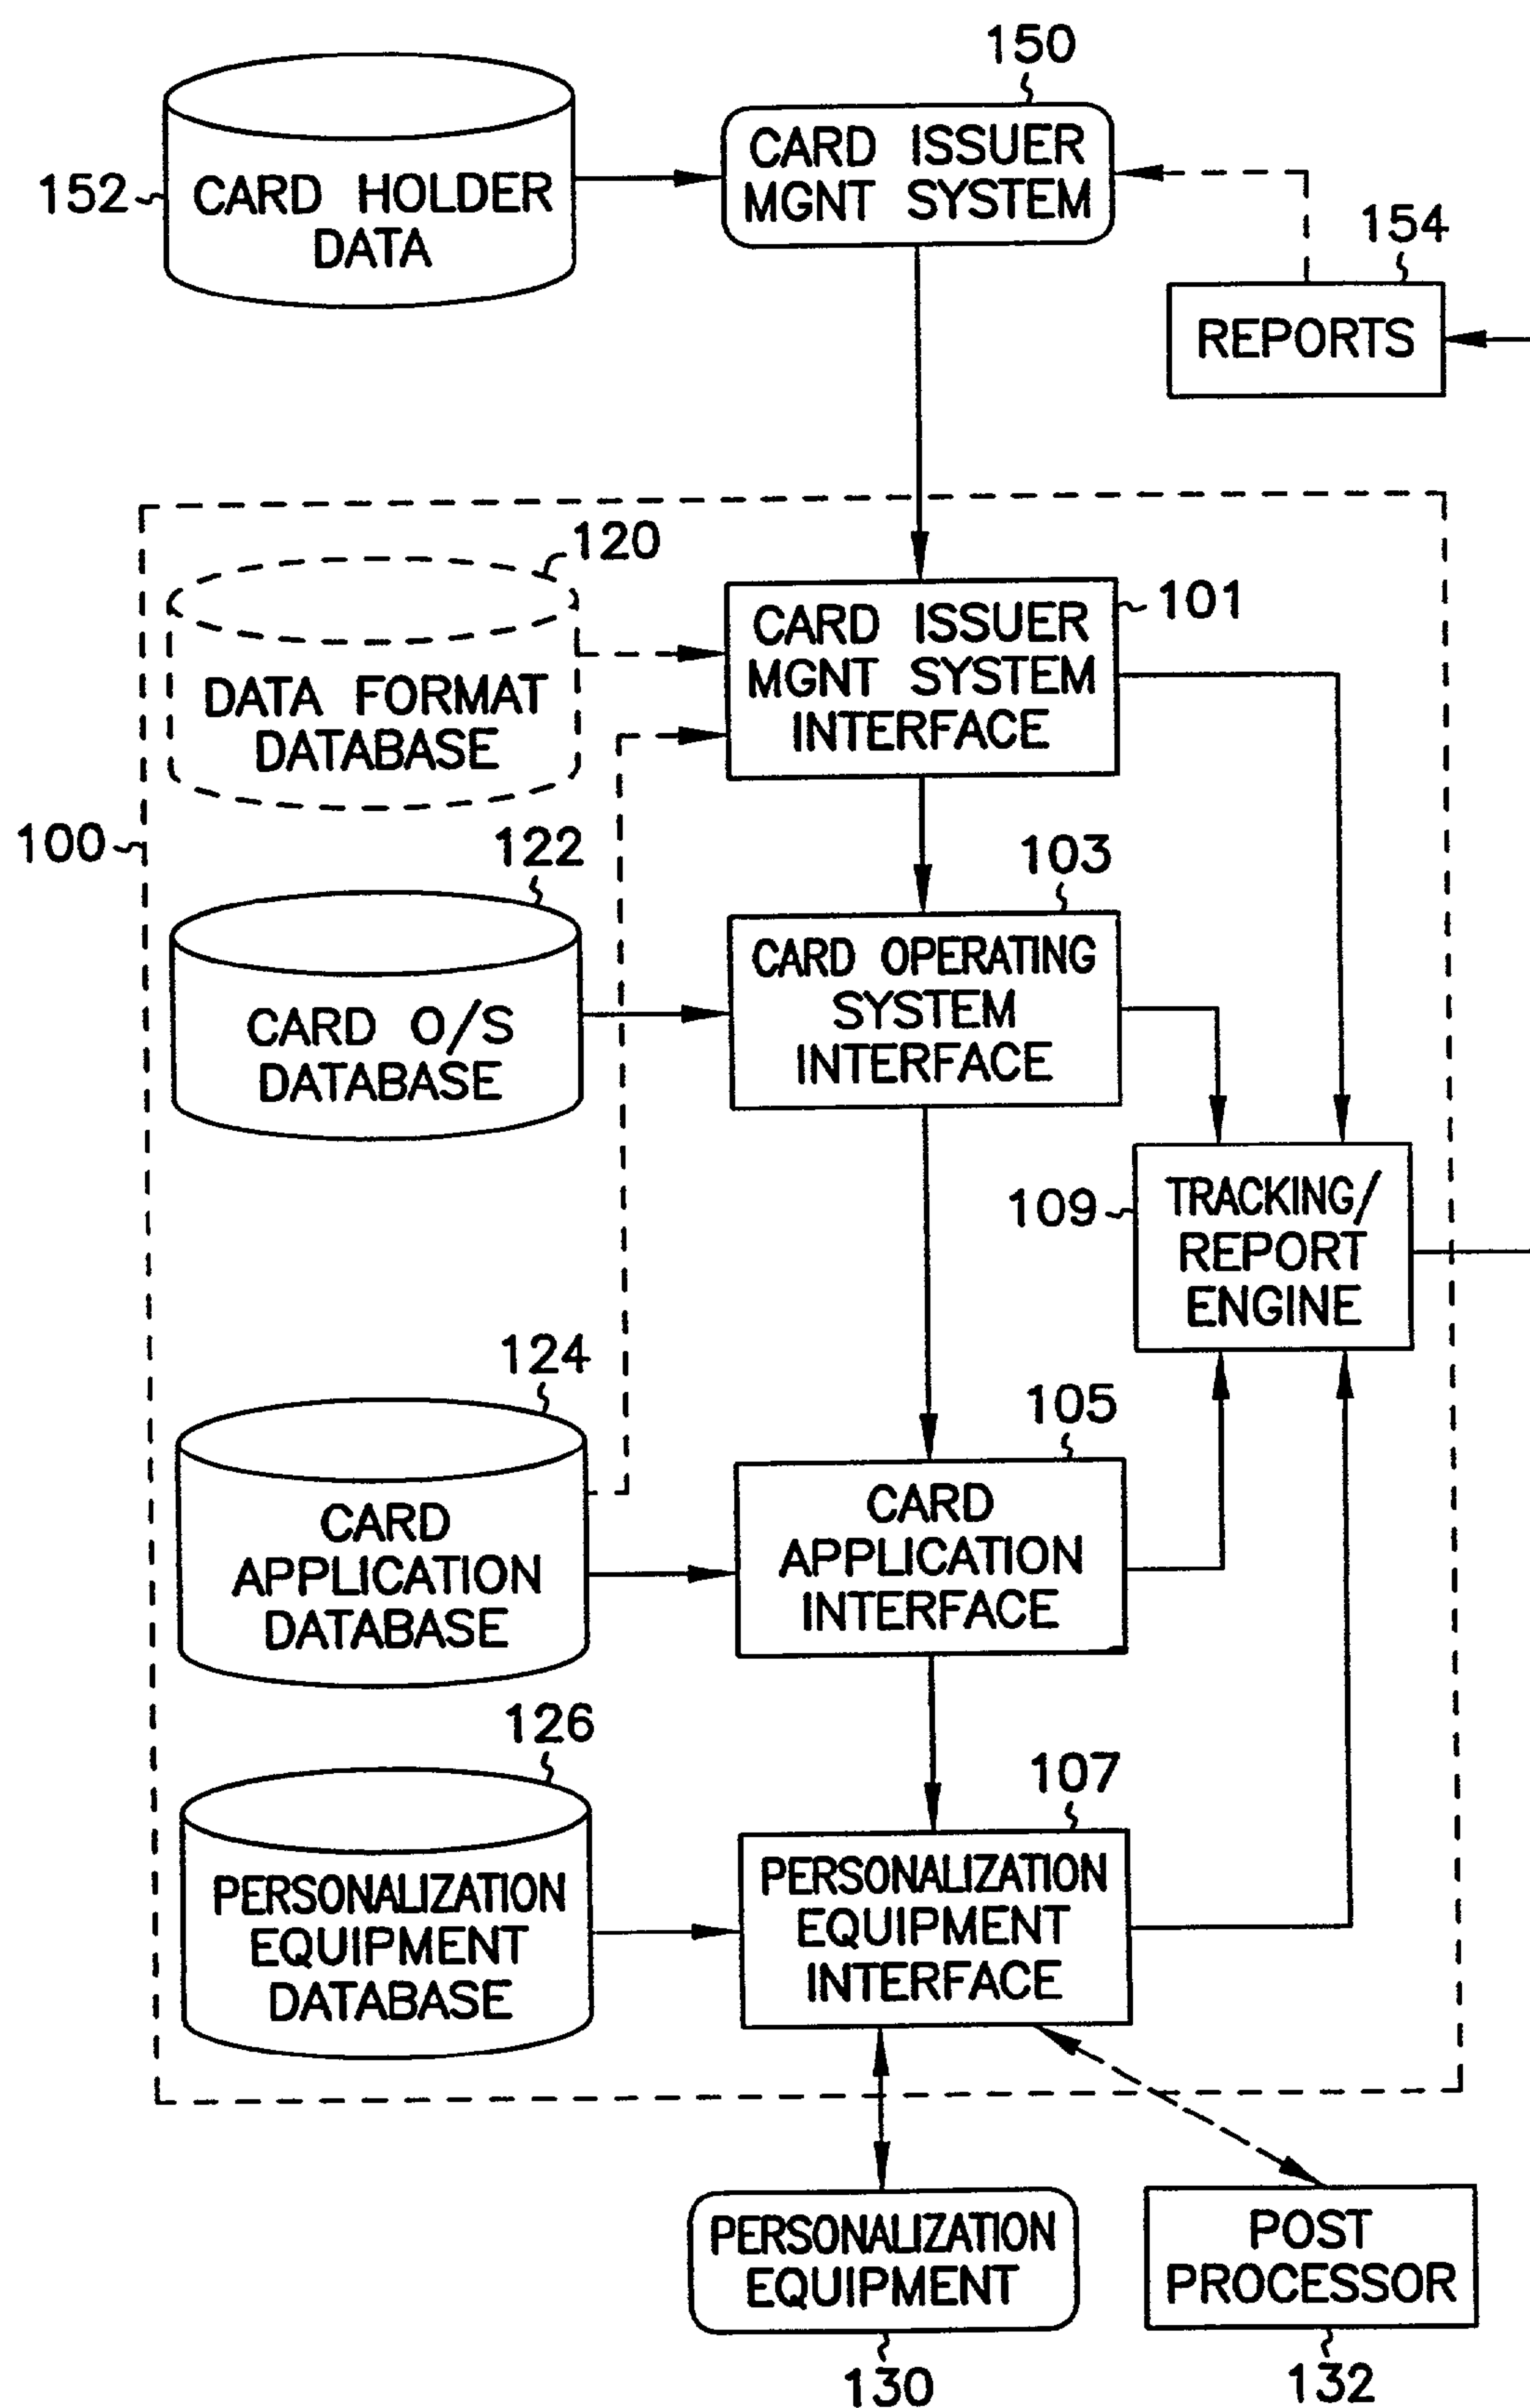 150
CARD ISSUER
MGNT SYSTEM
152
CARD HOLDER
DATA
154
REPORTS
120
DATA FORMAT
DATABASE
101
CARD ISSUER
MGNT SYSTEM
INTERFACE
100
122
CARD O/S
DATABASE
103
CARD OPERATING
SYSTEM
INTERFACE
109
TRACKING/
REPORT
ENGINE
124
CARD
APPLICATION
DATABASE
105
CARD
APPLICATION
INTERFACE
126
PERSONALIZATION
EQUIPMENT
DATABASE
107
PERSONALIZATION
EQUIPMENT
INTERFACE
PERSONALIZATION
EQUIPMENT
130
POST
PROCESSOR
132